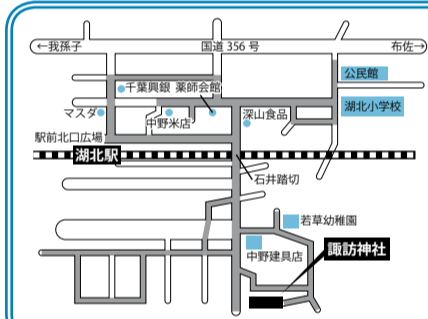 ←我孫子 国道 356 号 布佐→
公民館
千葉興銀 薬師会館
マスダ 中野米店 深山食品 湖北小学校
駅前北口広場
湖北駅
石井踏切
若草幼稚園
中野建具店 諏訪神社